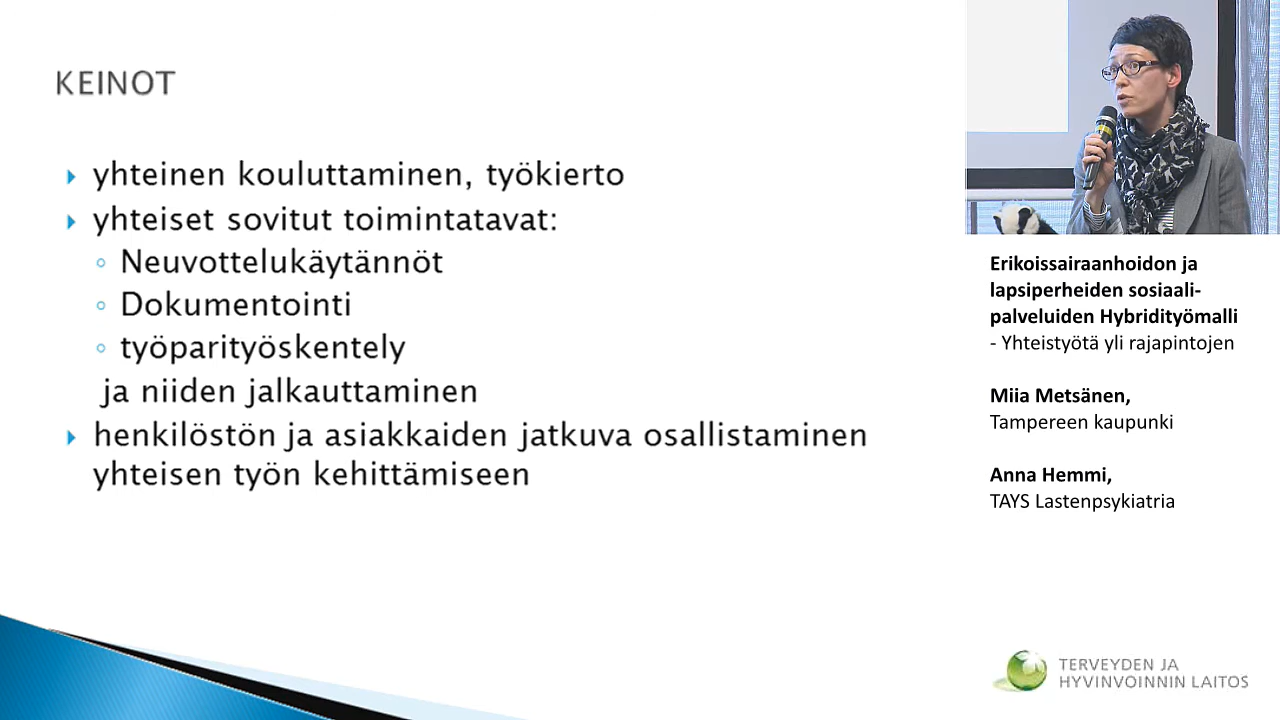 KEINOT
yhteinen kouluttaminen, työkierto
yhteiset sovitut toimintatavat:
Neuvottelukäytännöt
Dokumentointi
työparityöskentely
ja niiden jalkauttaminen
henkilöstön ja asiakkaiden jatkuva osallistaminen
yhteisen työn kehittämiseen
Erikoissairaanhoidon ja
lapsiperheiden sosiaali-
palveluiden Hybridityömalli
- Yhteistyötä yli rajapintojen
Miia Metsänen,
Tampereen kaupunki
Anna Hemmi,
TAYS Lastenpsykiatria
TERVEYDEN JA
HYVINVOINNIN LAITOS